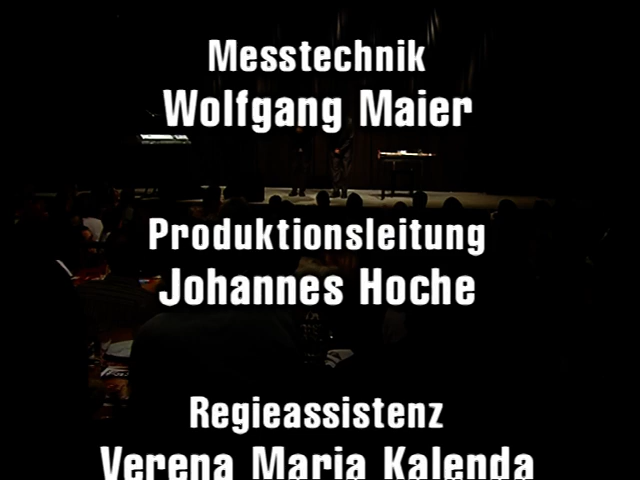 Messtechnik
Wolfgang Maier
Produktionsleitung
Johannes Hoche
Regieassistenz
Verena Maria Kalenda